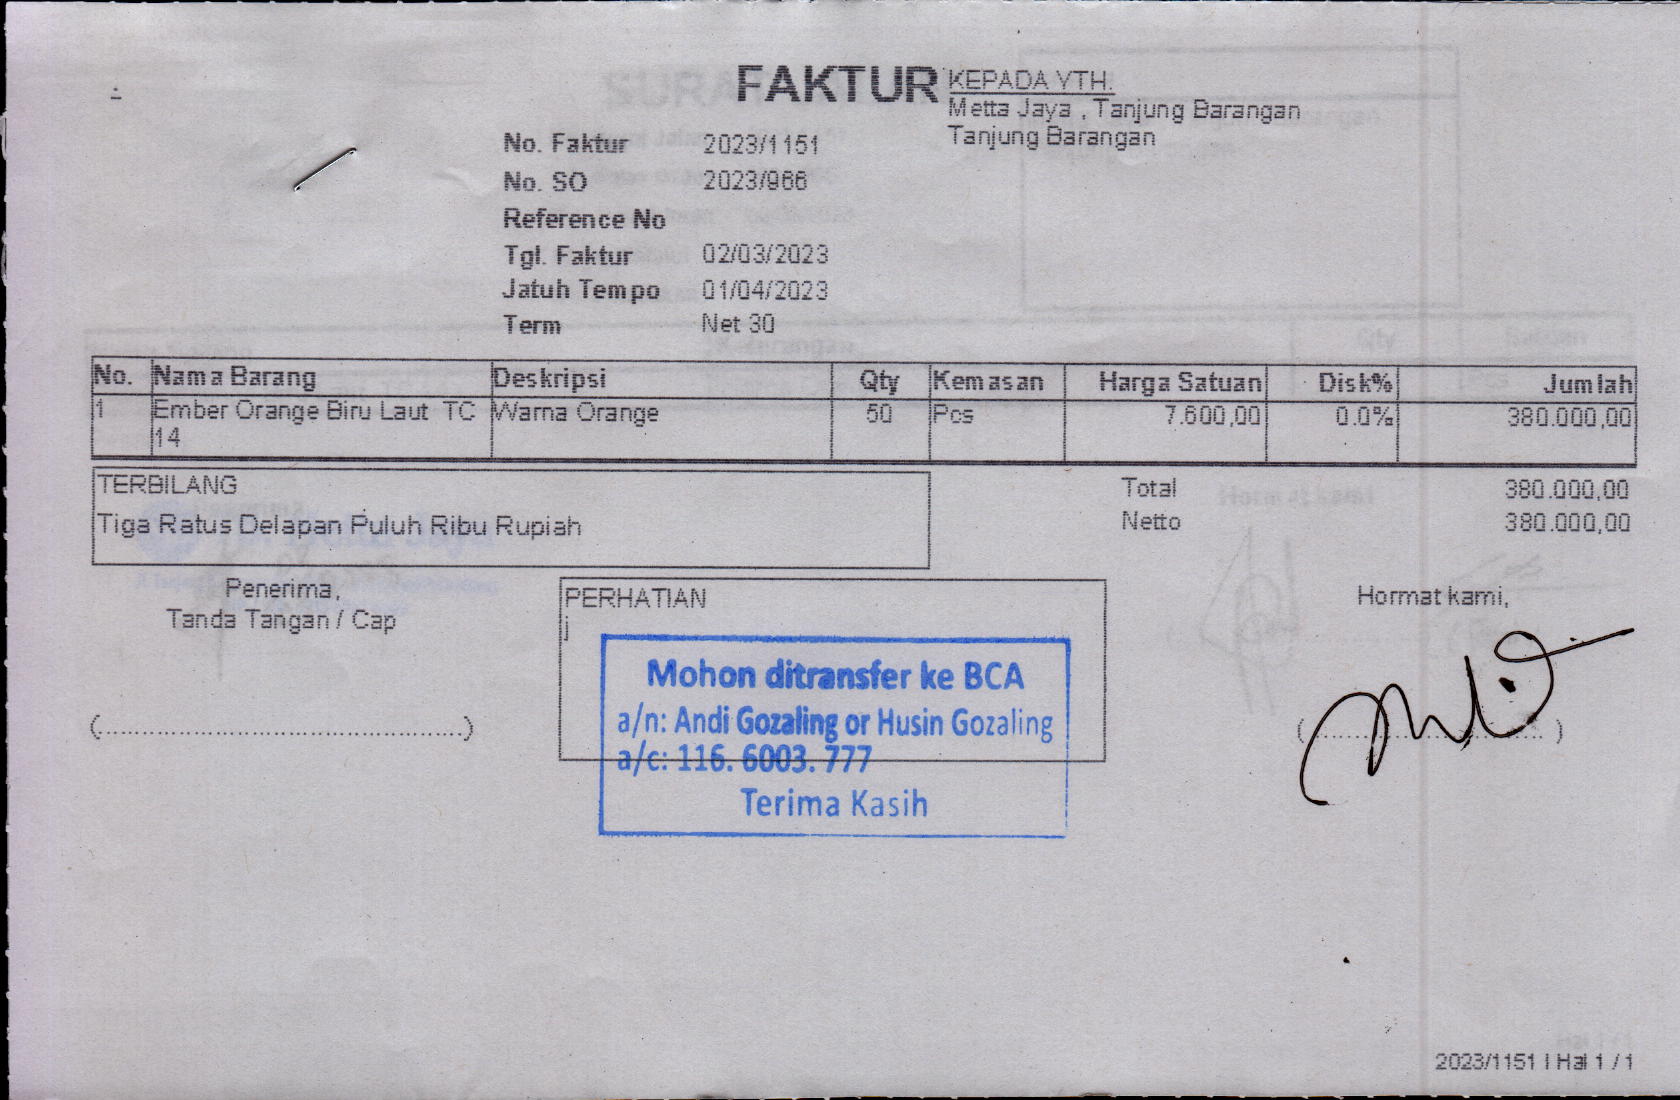 FAKTUR
KEPADA YTH.
Metta Jaya , Tanjung Barangan
Tanjung Barangan
No. Faktur 2023/1151
No. SO 2023/966
Reference No
Tgl. Faktur 02/03/2023
Jatuh Tempo 01/04/2023
Term Net 30
No. Nama Barang Deskripsi Qty Kemasan Harga Satuan Disk% Jumlah
1 Ember Orange Biru Laut TC Warna Orange 50 Pcs 7.600,00 0.0% 380.000,00
14
TERBILANG
Tiga Ratus Delapan Puluh Ribu Rupiah
Total 380.000,00
Netto 380.000,00
Penerima,
Tanda Tangan / Cap
(..................................................)
PERHATIAN
j
Mohon ditransfer ke BCA
a/n: Andi Gozaling or Husin Gozaling
a/c: 116. 6003. 777
Terima Kasih
Hormat kami,
(..................................)
2023/1151 | Hal 1 / 1